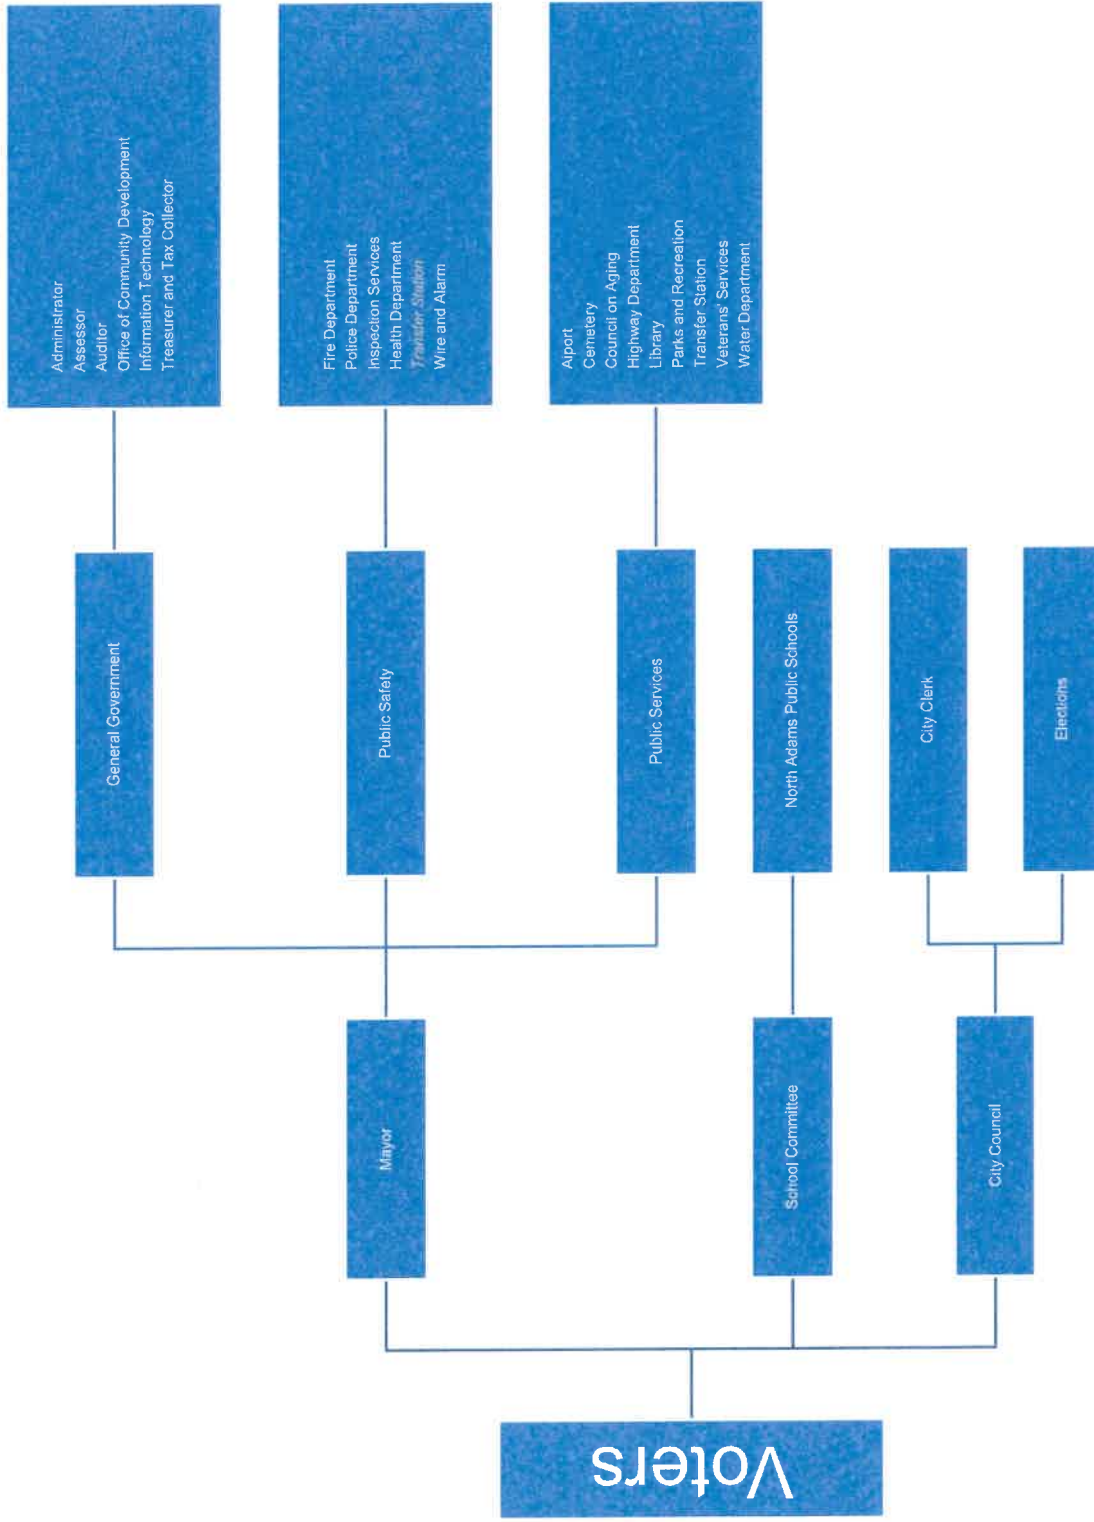 Voters
Mayor
General Government
Administrator
Assessor
Auditor
Office of Community Development
Information Technology
Treasurer and Tax Collector
Public Safety
Fire Department
Police Department
Inspection Services
Health Department
Transfer Station
Wire and Alarm
Public Services
Aiport
Cemetery
Council on Aging
Highway Department
Library
Parks and Recreation
Transfer Station
Veterans' Services
Water Department
School Committee
North Adams Public Schools
City Council
City Clerk
Elections